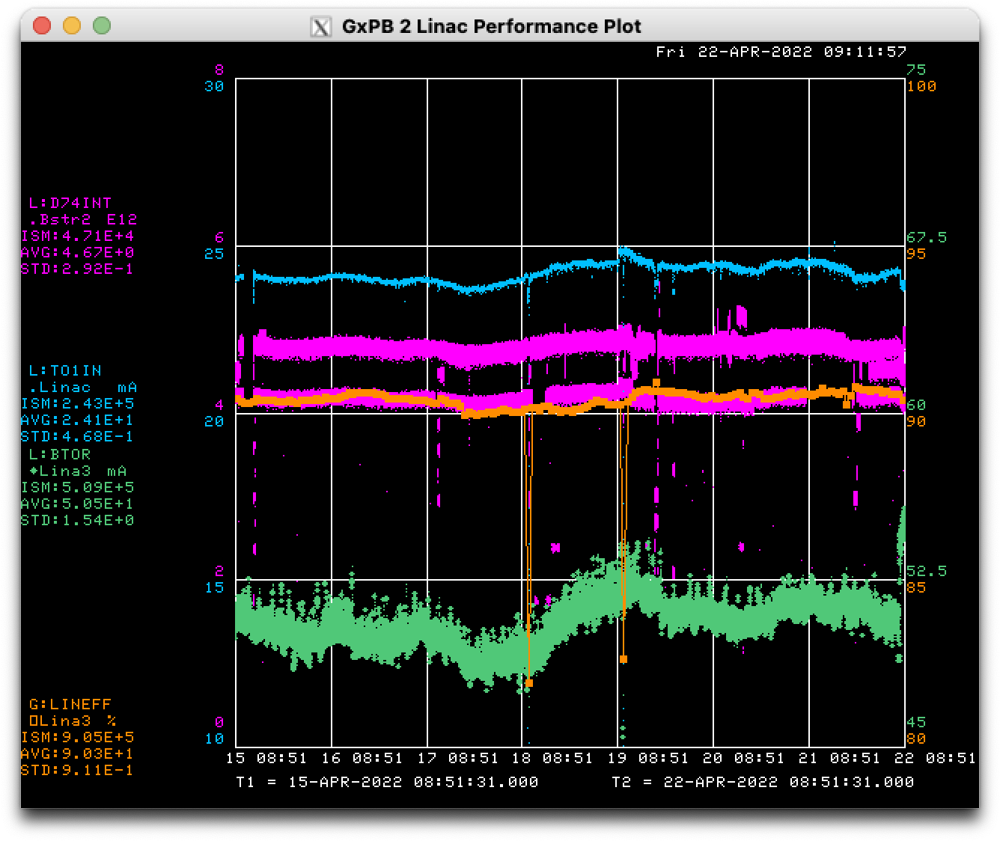 GxPB 2 Linac Performance Plot
Fri 22-APR-2022 09:11:57
8
30
75
100
L:D74INT
.Bstr2 E12
ISM:4.71E+4
AVG:4.67E+0
STD:2.92E-1
6
25
67.5
95
L:TO1IN
.Linac mA
ISM:2.43E+5
AVG:2.41E+1
STD:4.68E-1
4
20
60
90
L:BTOR
◆Lina3 mA
ISM:5.09E+5
AVG:5.05E+1
STD:1.54E+0
2
15
52.5
85
G:LINEFF
□Lina3 %
ISM:9.05E+5
AVG:9.03E+1
STD:9.11E-1
0
10
45
80
15 08:51 16 08:51 17 08:51 18 08:51 19 08:51 20 08:51 21 08:51 22 08:51
T1 = 15-APR-2022 08:51:31.000 T2 = 22-APR-2022 08:51:31.000